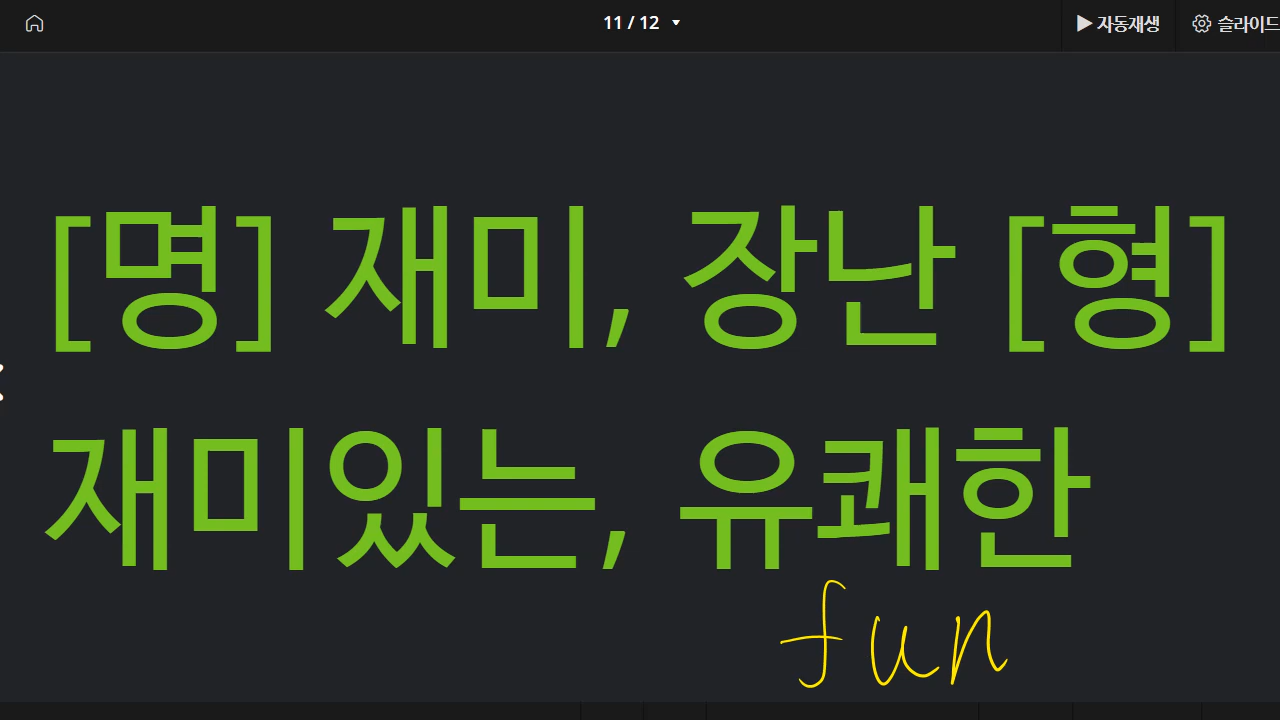 11 / 12
▶ 자동재생
슬라이드
[명] 재미, 장난 [형]
재미있는, 유쾌한
fun